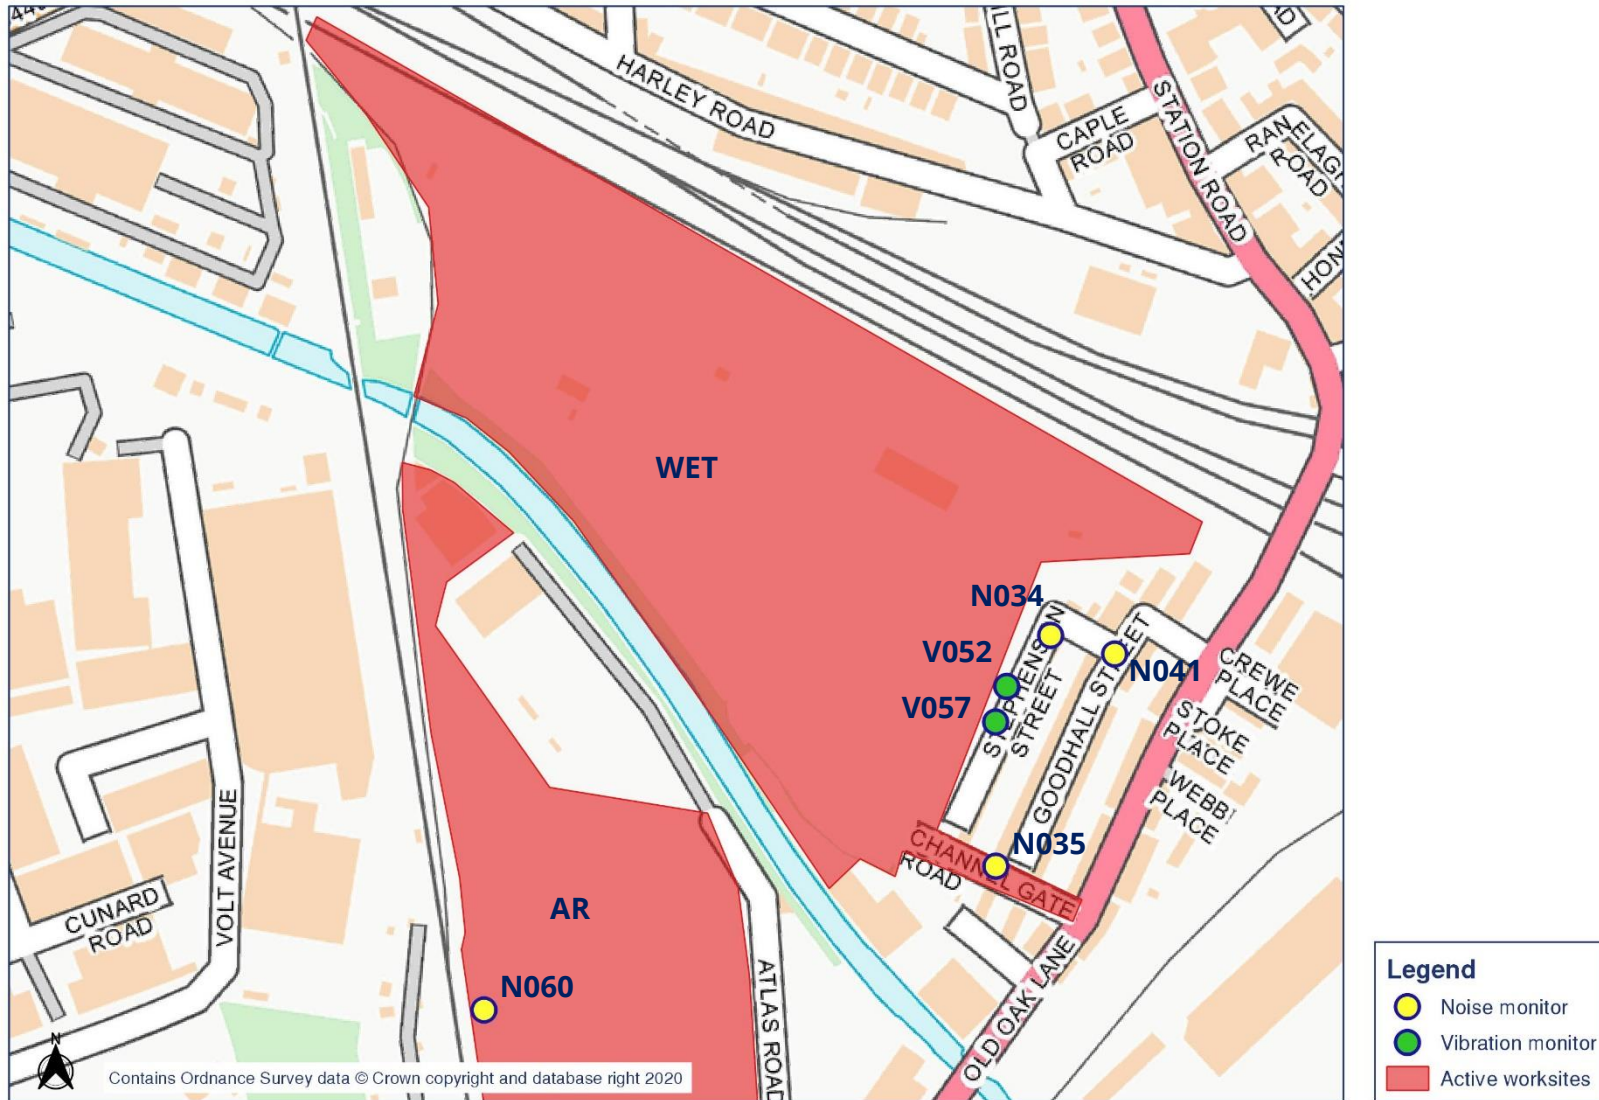 HARLEY ROAD
CAPLE
ROAD
STATION ROAD
ROAD
WET
N034
V052
V057
STREET
GOODHALL STREET
N041
CREWE
PLACE
STOKE
PLACE
PLACE
N035
CHANNEL GATE
ROAD
OLD OAK LANE
AR
N060
ATLAS ROAD
VOLT AVENUE
CUNARD
ROAD
N
Contains Ordnance Survey data © Crown copyright and database right 2020
Legend
Noise monitor
Vibration monitor
Active worksites